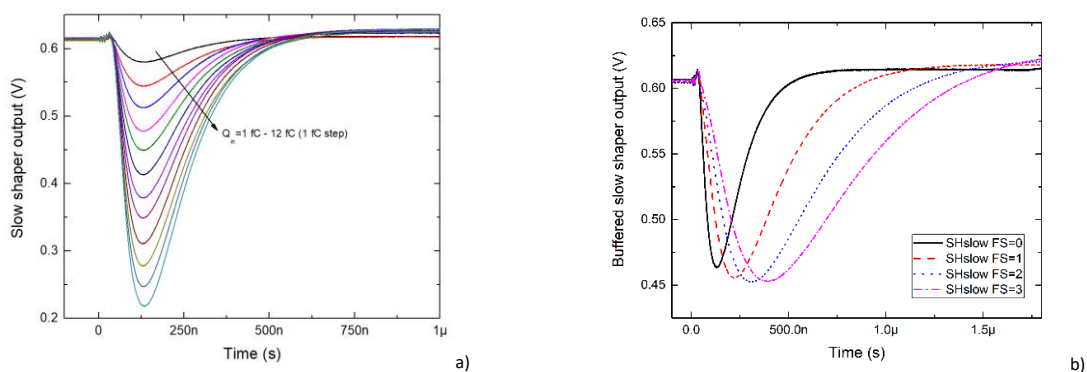 0.6
0.5
0.4
0.3
0.2
Slow shaper output (V)
Q_in=1 fC - 12 fC (1 fC step)
0 250n 500n 750n 1µ
Time (s)
a)
0.65
0.60
0.55
0.50
0.45
Buffered slow shaper output (V)
SHslow FS=0
SHslow FS=1
SHslow FS=2
SHslow FS=3
0.0 500.0n 1.0µ 1.5µ
Time (s)
b)